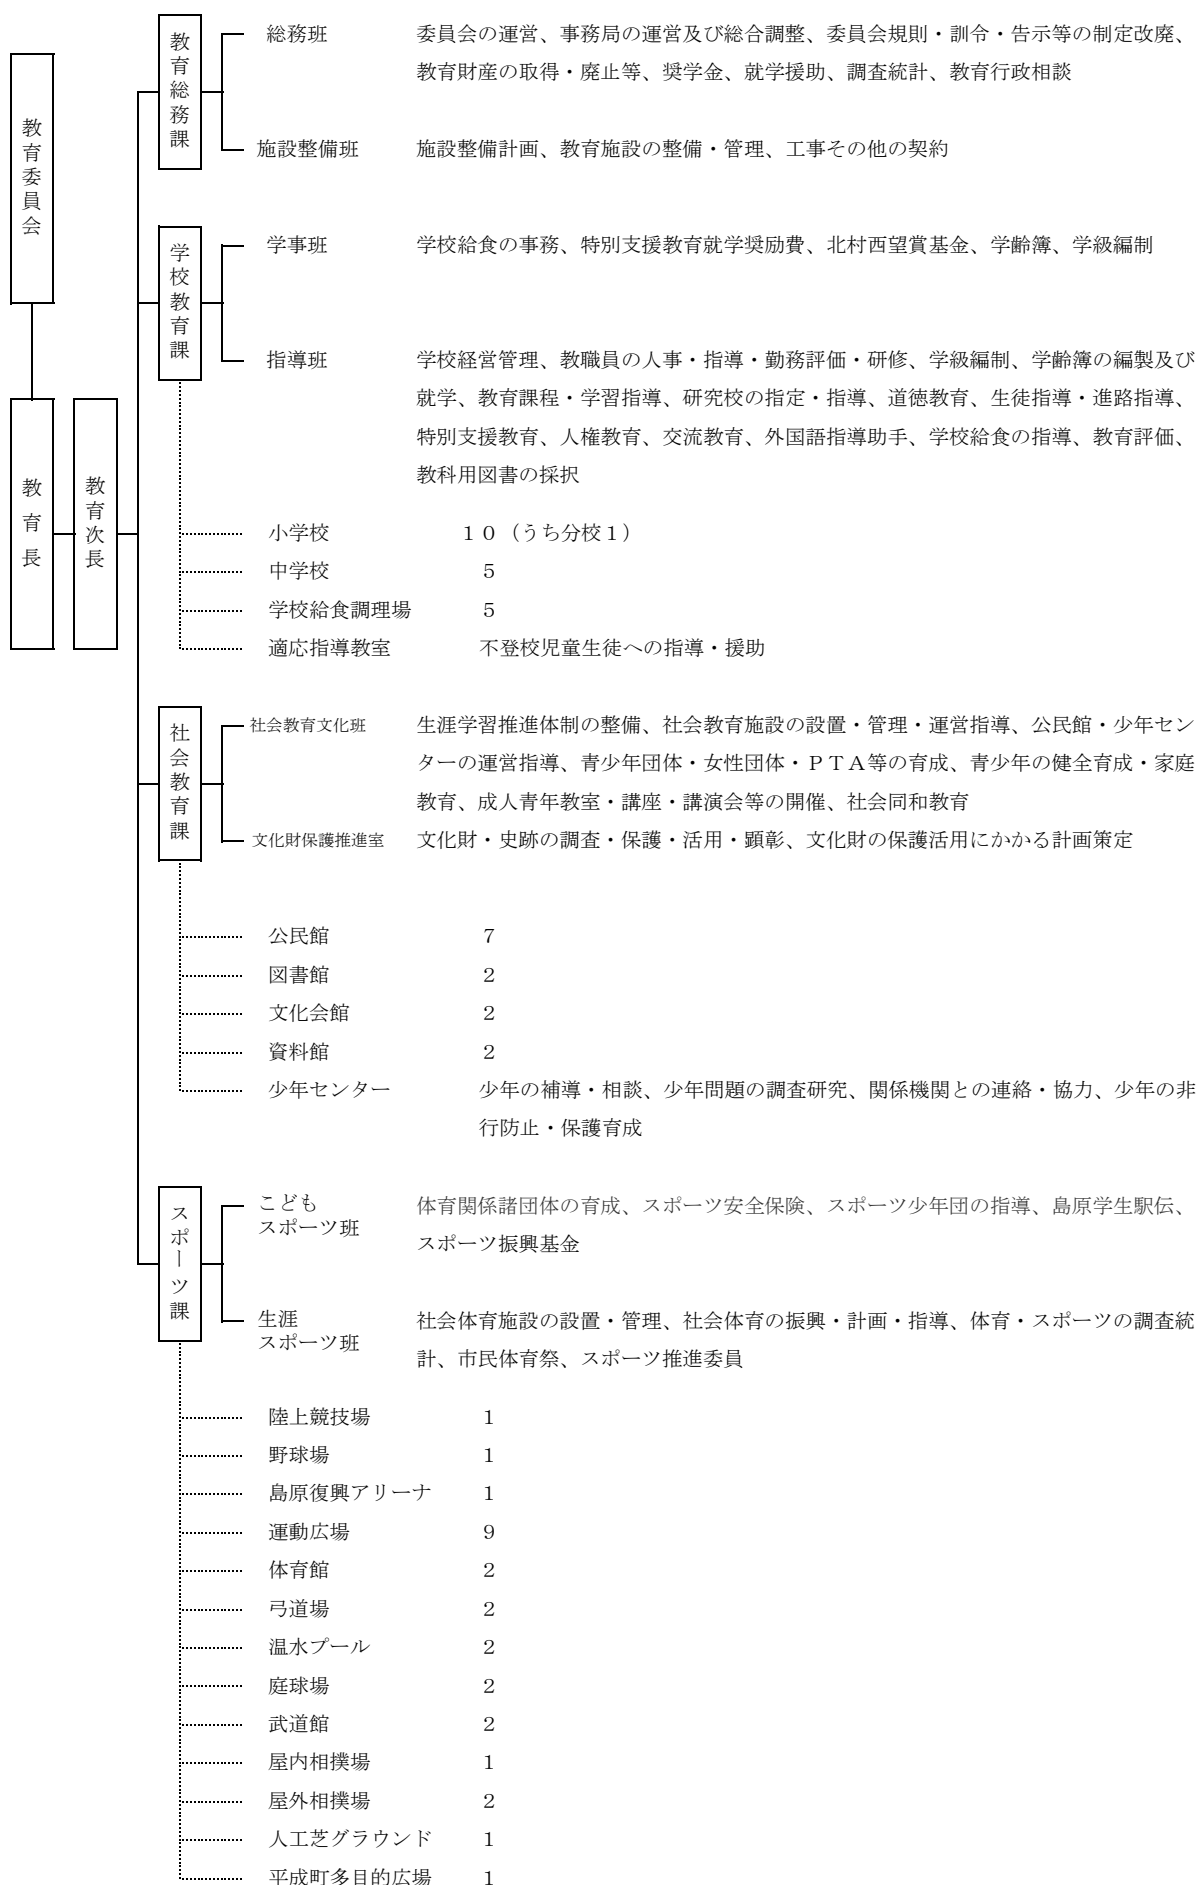 教育委員会
教育長
教育次長
教育総務課
総務班
委員会の運営、事務局の運営及び総合調整、委員会規則・訓令・告示等の制定改廃、
教育財産の取得・廃止等、奨学金、就学援助、調査統計、教育行政相談
施設整備班
施設整備計画、教育施設の整備・管理、工事その他の契約
学校教育課
学事班
学校給食の事務、特別支援教育就学奨励費、北村西望賞基金、学齢簿、学級編制
指導班
学校経営管理、教職員の人事・指導・勤務評価・研修、学級編制、学齢簿の編製及び
就学、教育課程・学習指導、研究校の指定・指導、道徳教育、生徒指導・進路指導、
特別支援教育、人権教育、交流教育、外国語指導助手、学校給食の指導、教育評価、
教科用図書の採択
小学校 １０（うち分校１）
中学校 ５
学校給食調理場 ５
適応指導教室 不登校児童生徒への指導・援助
社会教育課
社会教育文化班
生涯学習推進体制の整備、社会教育施設の設置・管理・運営指導、公民館・少年セン
ターの運営指導、青少年団体・女性団体・ＰＴＡ等の育成、青少年の健全育成・家庭
教育、成人青年教室・講座・講演会等の開催、社会同和教育
文化財保護推進室
文化財・史跡の調査・保護・活用・顕彰、文化財の保護活用にかかる計画策定
公民館 ７
図書館 ２
文化会館 ２
資料館 ２
少年センター 少年の補導・相談、少年問題の調査研究、関係機関との連絡・協力、少年の非
行防止・保護育成
スポーツ課
こども
スポーツ班
体育関係諸団体の育成、スポーツ安全保険、スポーツ少年団の指導、島原学生駅伝、
スポーツ振興基金
生涯
スポーツ班
社会体育施設の設置・管理、社会体育の振興・計画・指導、体育・スポーツの調査統
計、市民体育祭、スポーツ推進委員
陸上競技場 １
野球場 １
島原復興アリーナ １
運動広場 ９
体育館 ２
弓道場 ２
温水プール ２
庭球場 ２
武道館 ２
屋内相撲場 １
屋外相撲場 ２
人工芝グラウンド １
平成町多目的広場 １